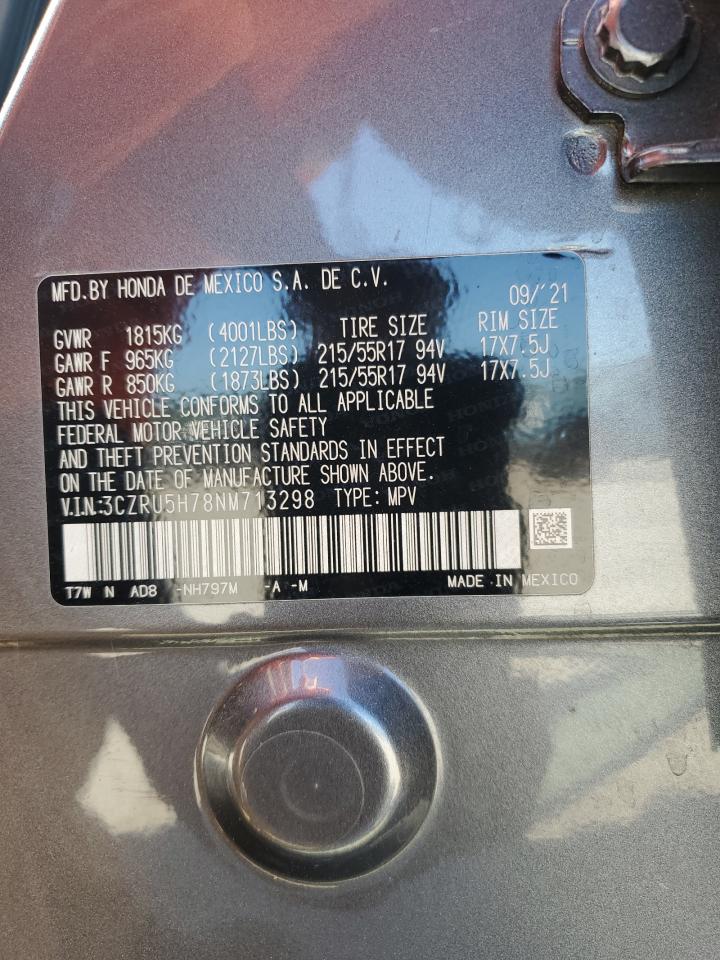 MFD.BY HONDA DE MEXICO S.A. DE C.V.
09/'21
GVWR 1815KG (4001LBS) TIRE SIZE RIM SIZE
GAWR F 965KG (2127LBS) 215/55R17 94V 17X7.5J
GAWR R 850KG (1873LBS) 215/55R17 94V 17X7.5J
THIS VEHICLE CONFORMS TO ALL APPLICABLE
FEDERAL MOTOR VEHICLE SAFETY
AND THEFT PREVENTION STANDARDS IN EFFECT
ON THE DATE OF MANUFACTURE SHOWN ABOVE.
V.I.N.:3CZRU5H78NM713298 TYPE: MPV
T7W N AD8 -NH797M -A -M MADE IN MEXICO